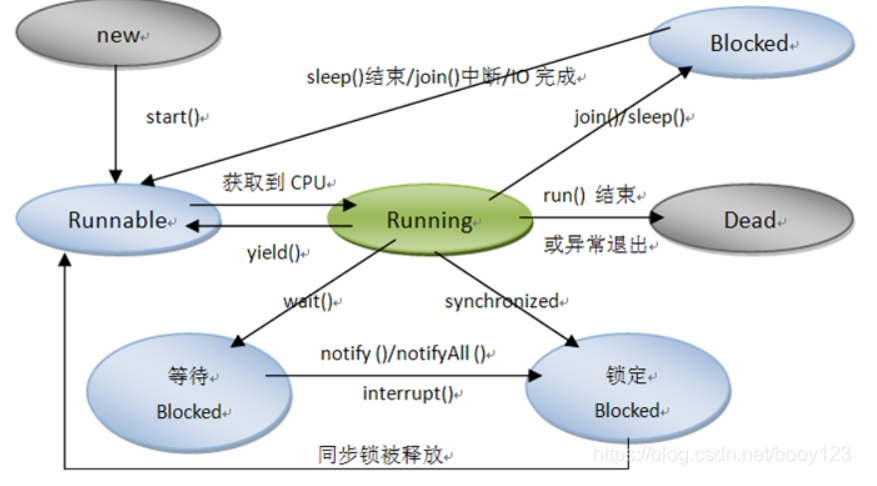 new
Blocked
sleep()结束/join()中断/IO 完成
start()
join()/sleep()
获取到 CPU
run() 结束
Runnable
Running
Dead
yield()
或异常退出
wait()
synchronized
等待
Blocked
notify ()/notifyAll ()
interrupt()
锁定
Blocked
同步锁被释放
https://blog.csdn.net/booy123